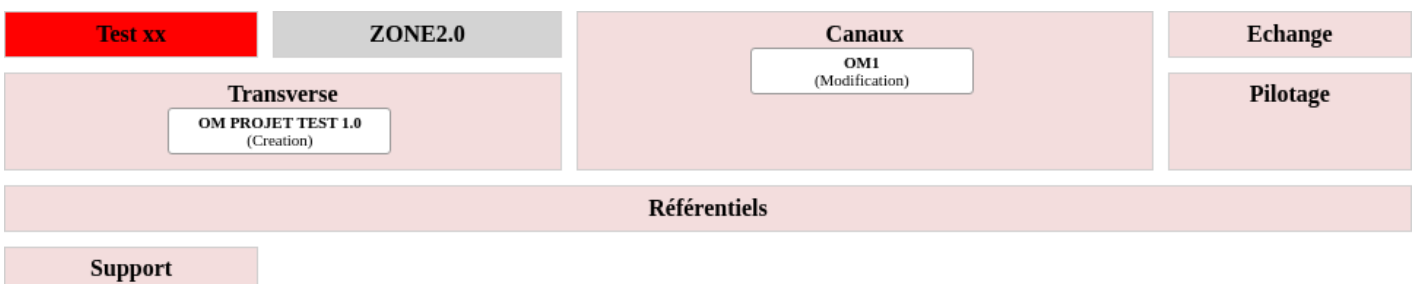 Test xx
ZONE2.0
Canaux
OM1
(Modification)
Echange
Transverse
OM PROJET TEST 1.0
(Creation)
Pilotage
Référentiels
Support